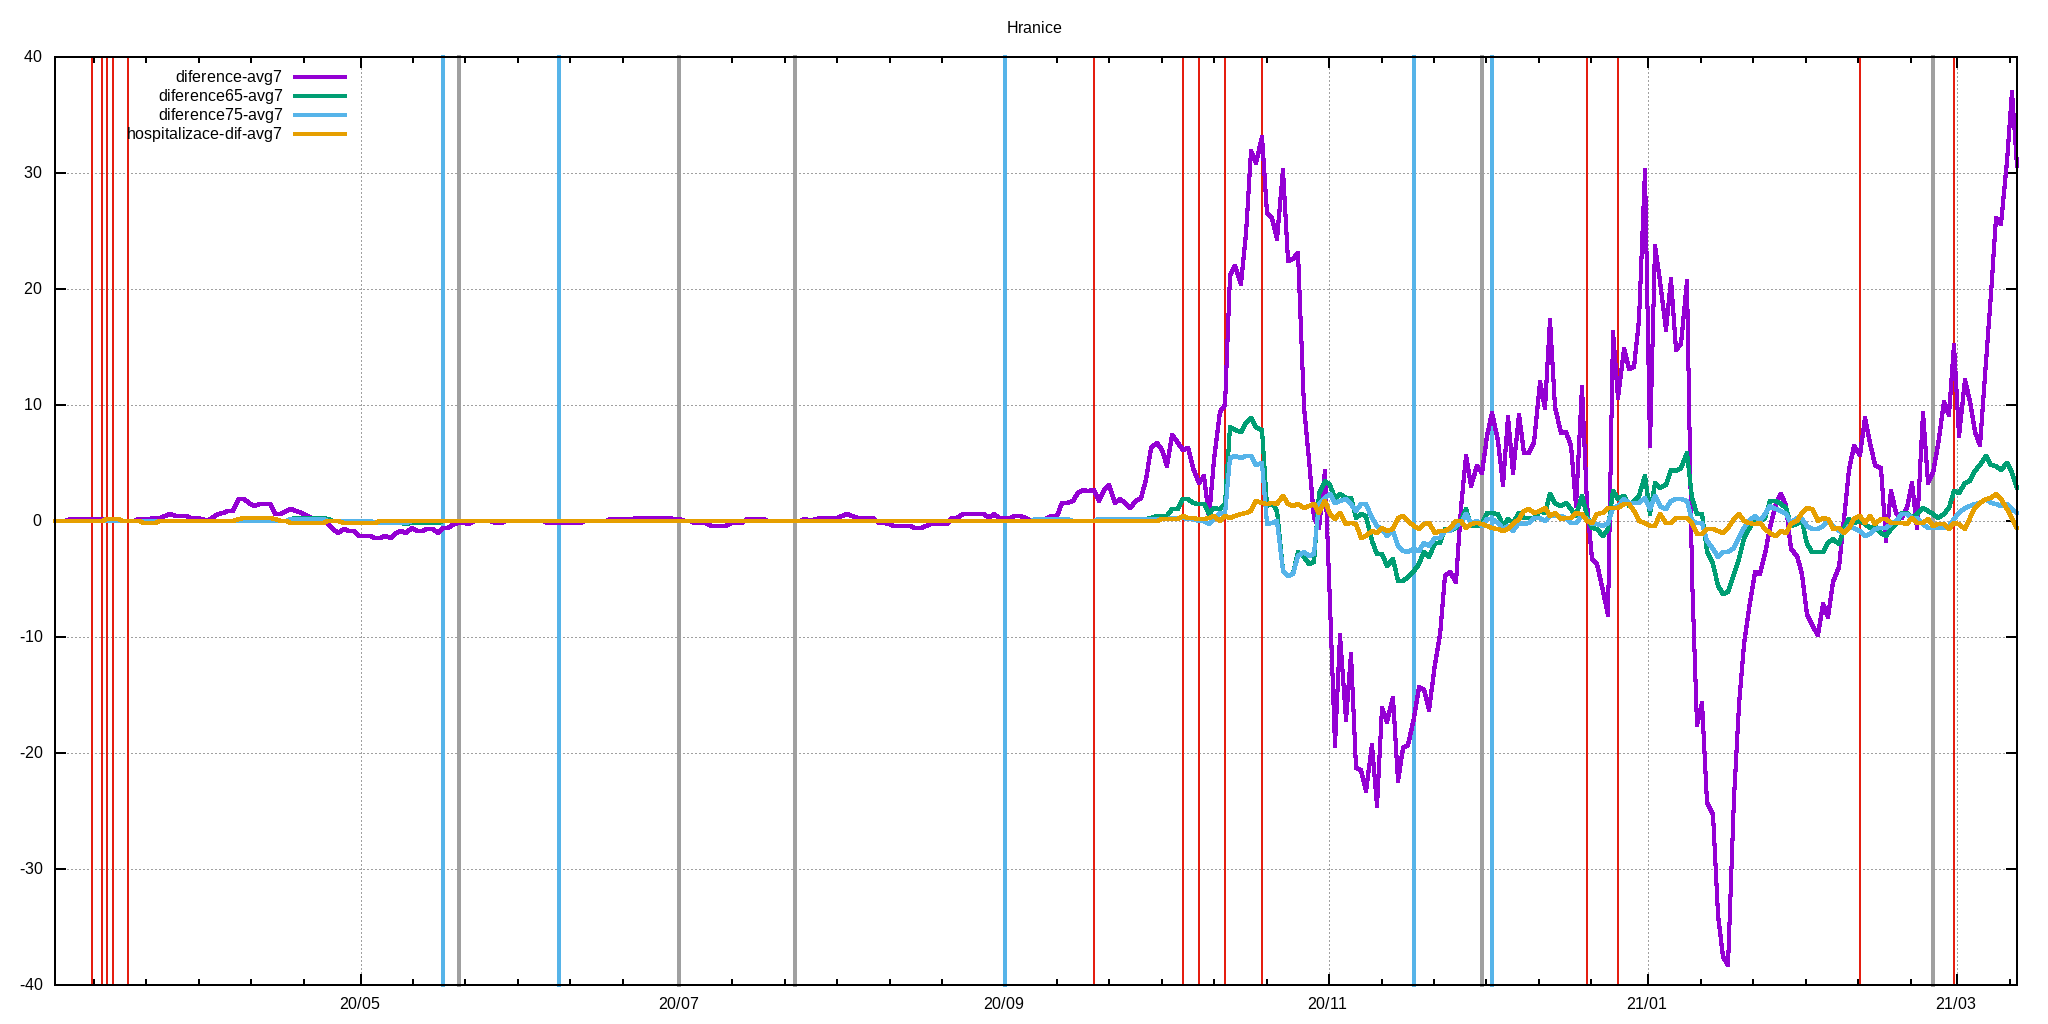 Hranice
40
diference-avg7
diference65-avg7
diference75-avg7
hospitalizace-dif-avg7
30
20
10
0
-10
-20
-30
-40
20/05 20/07 20/09 20/11 21/01 21/03